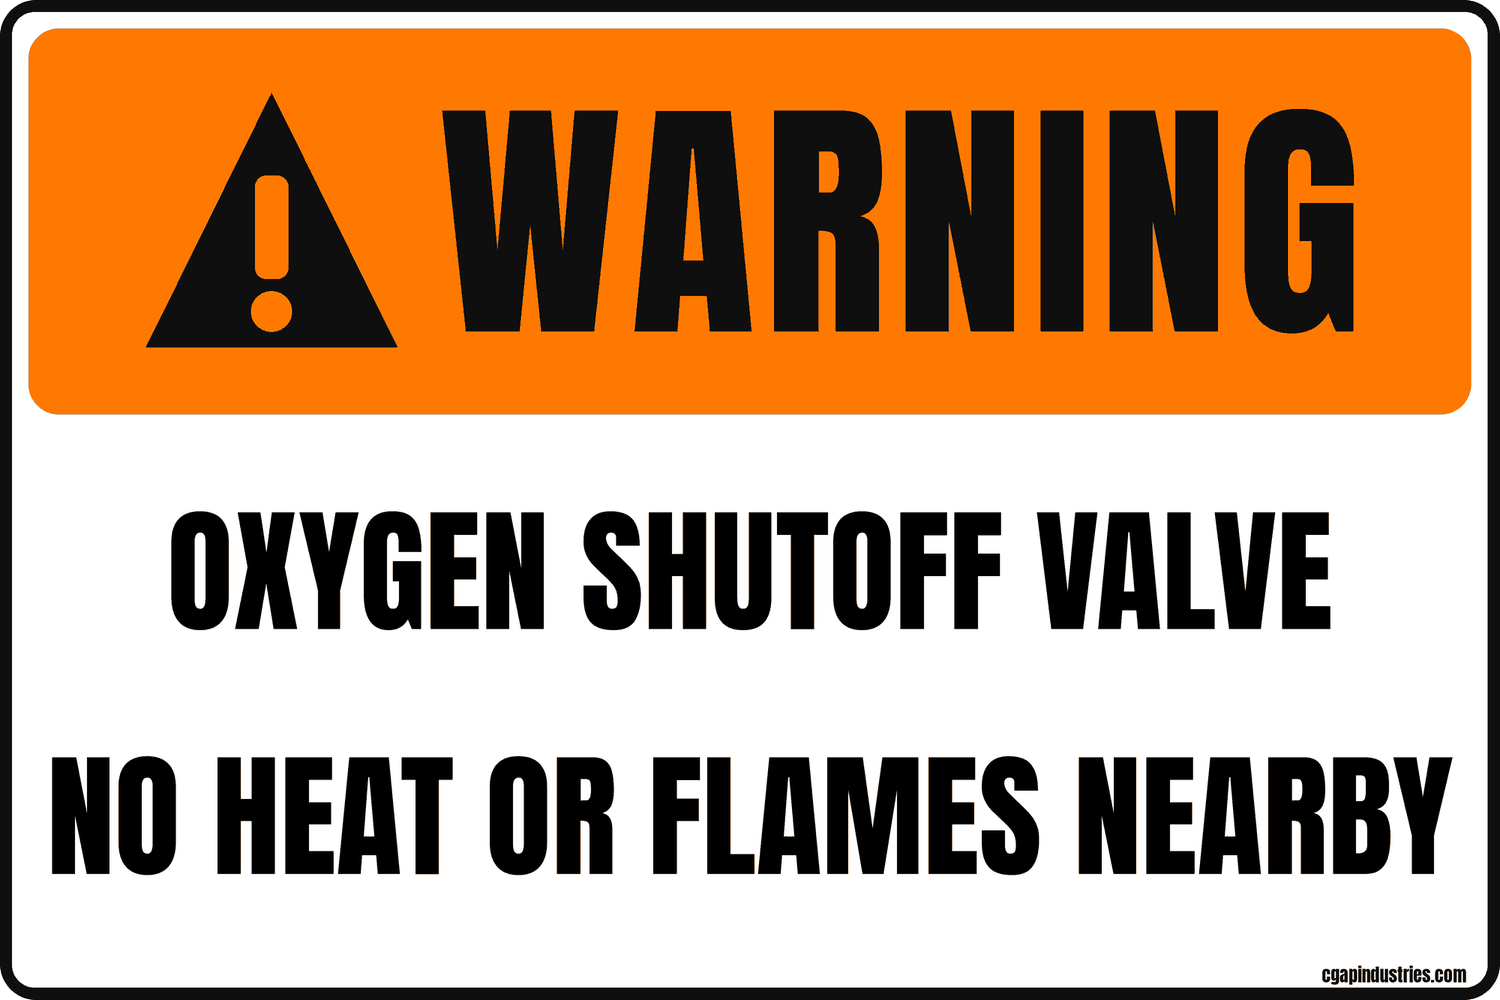 WARNING
OXYGEN SHUTOFF VALVE
NO HEAT OR FLAMES NEARBY
cgapindustries.com